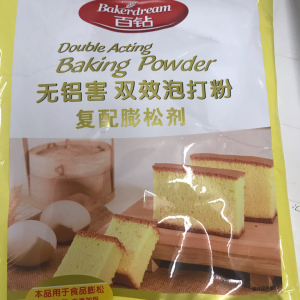 Bakerdream
百钻
Double Acting
Baking Powder
无铝害 双效泡打粉
复配膨松剂
本品用于食品膨松